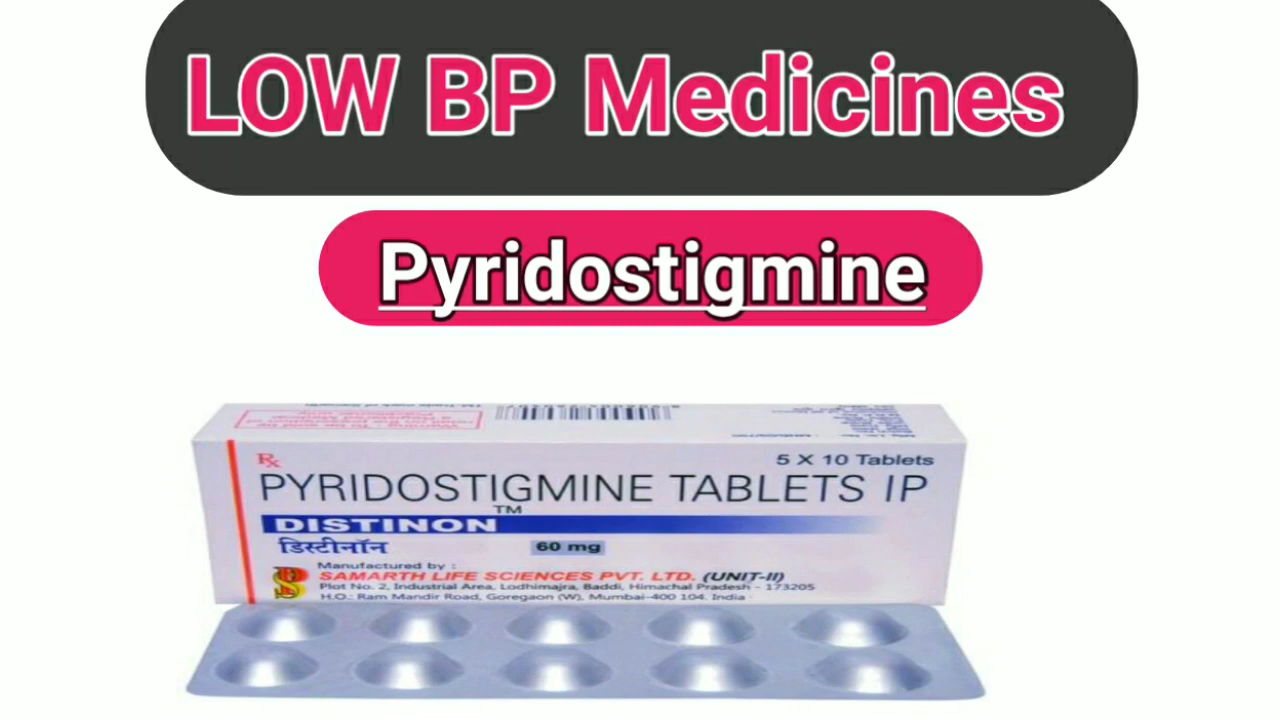 LOW BP Medicines
Pyridostigmine
Rx
5 X 10 Tablets
PYRIDOSTIGMINE TABLETS IP
DISTINON™
डिस्टीनॉन
60 mg
Manufactured by :
SAMARTH LIFE SCIENCES PVT. LTD. (UNIT-II)
Plot No. 2, Industrial Area, Lodhimajra, Baddi, Himachal Pradesh - 173205
H.O.: Ram Mandir Road, Goregaon (W), Mumbai-400 104. India